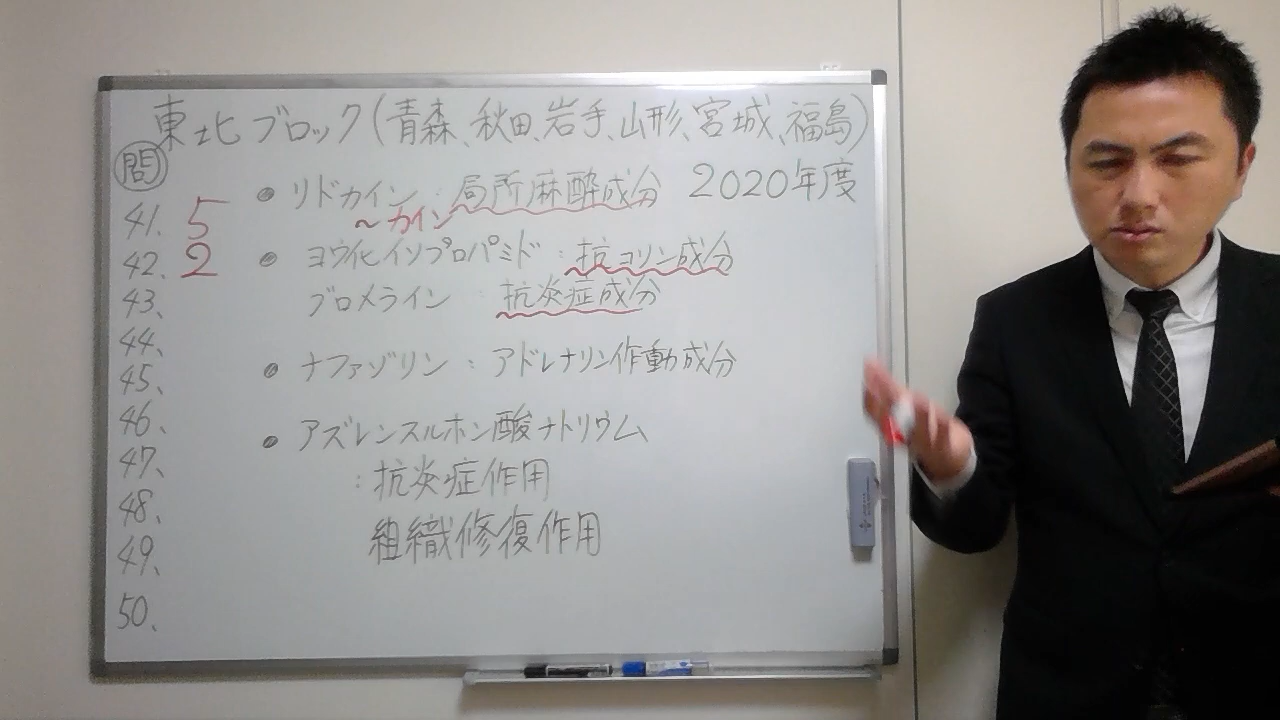 東北ブロック(青森、秋田、岩手、山形、宮城、福島)
問
2020年度
41. 5
42. 2
43、
44、
45、
46、
47、
48、
49、
50、
• リドカイン : 局所麻酔成分
～カイン
• ヨウ化イソプロパミド : 抗コリン成分
ブロメライン : 抗炎症成分
• ナファゾリン : アドレナリン作動成分
• アズレンスルホン酸ナトリウム
: 抗炎症作用
組織修復作用